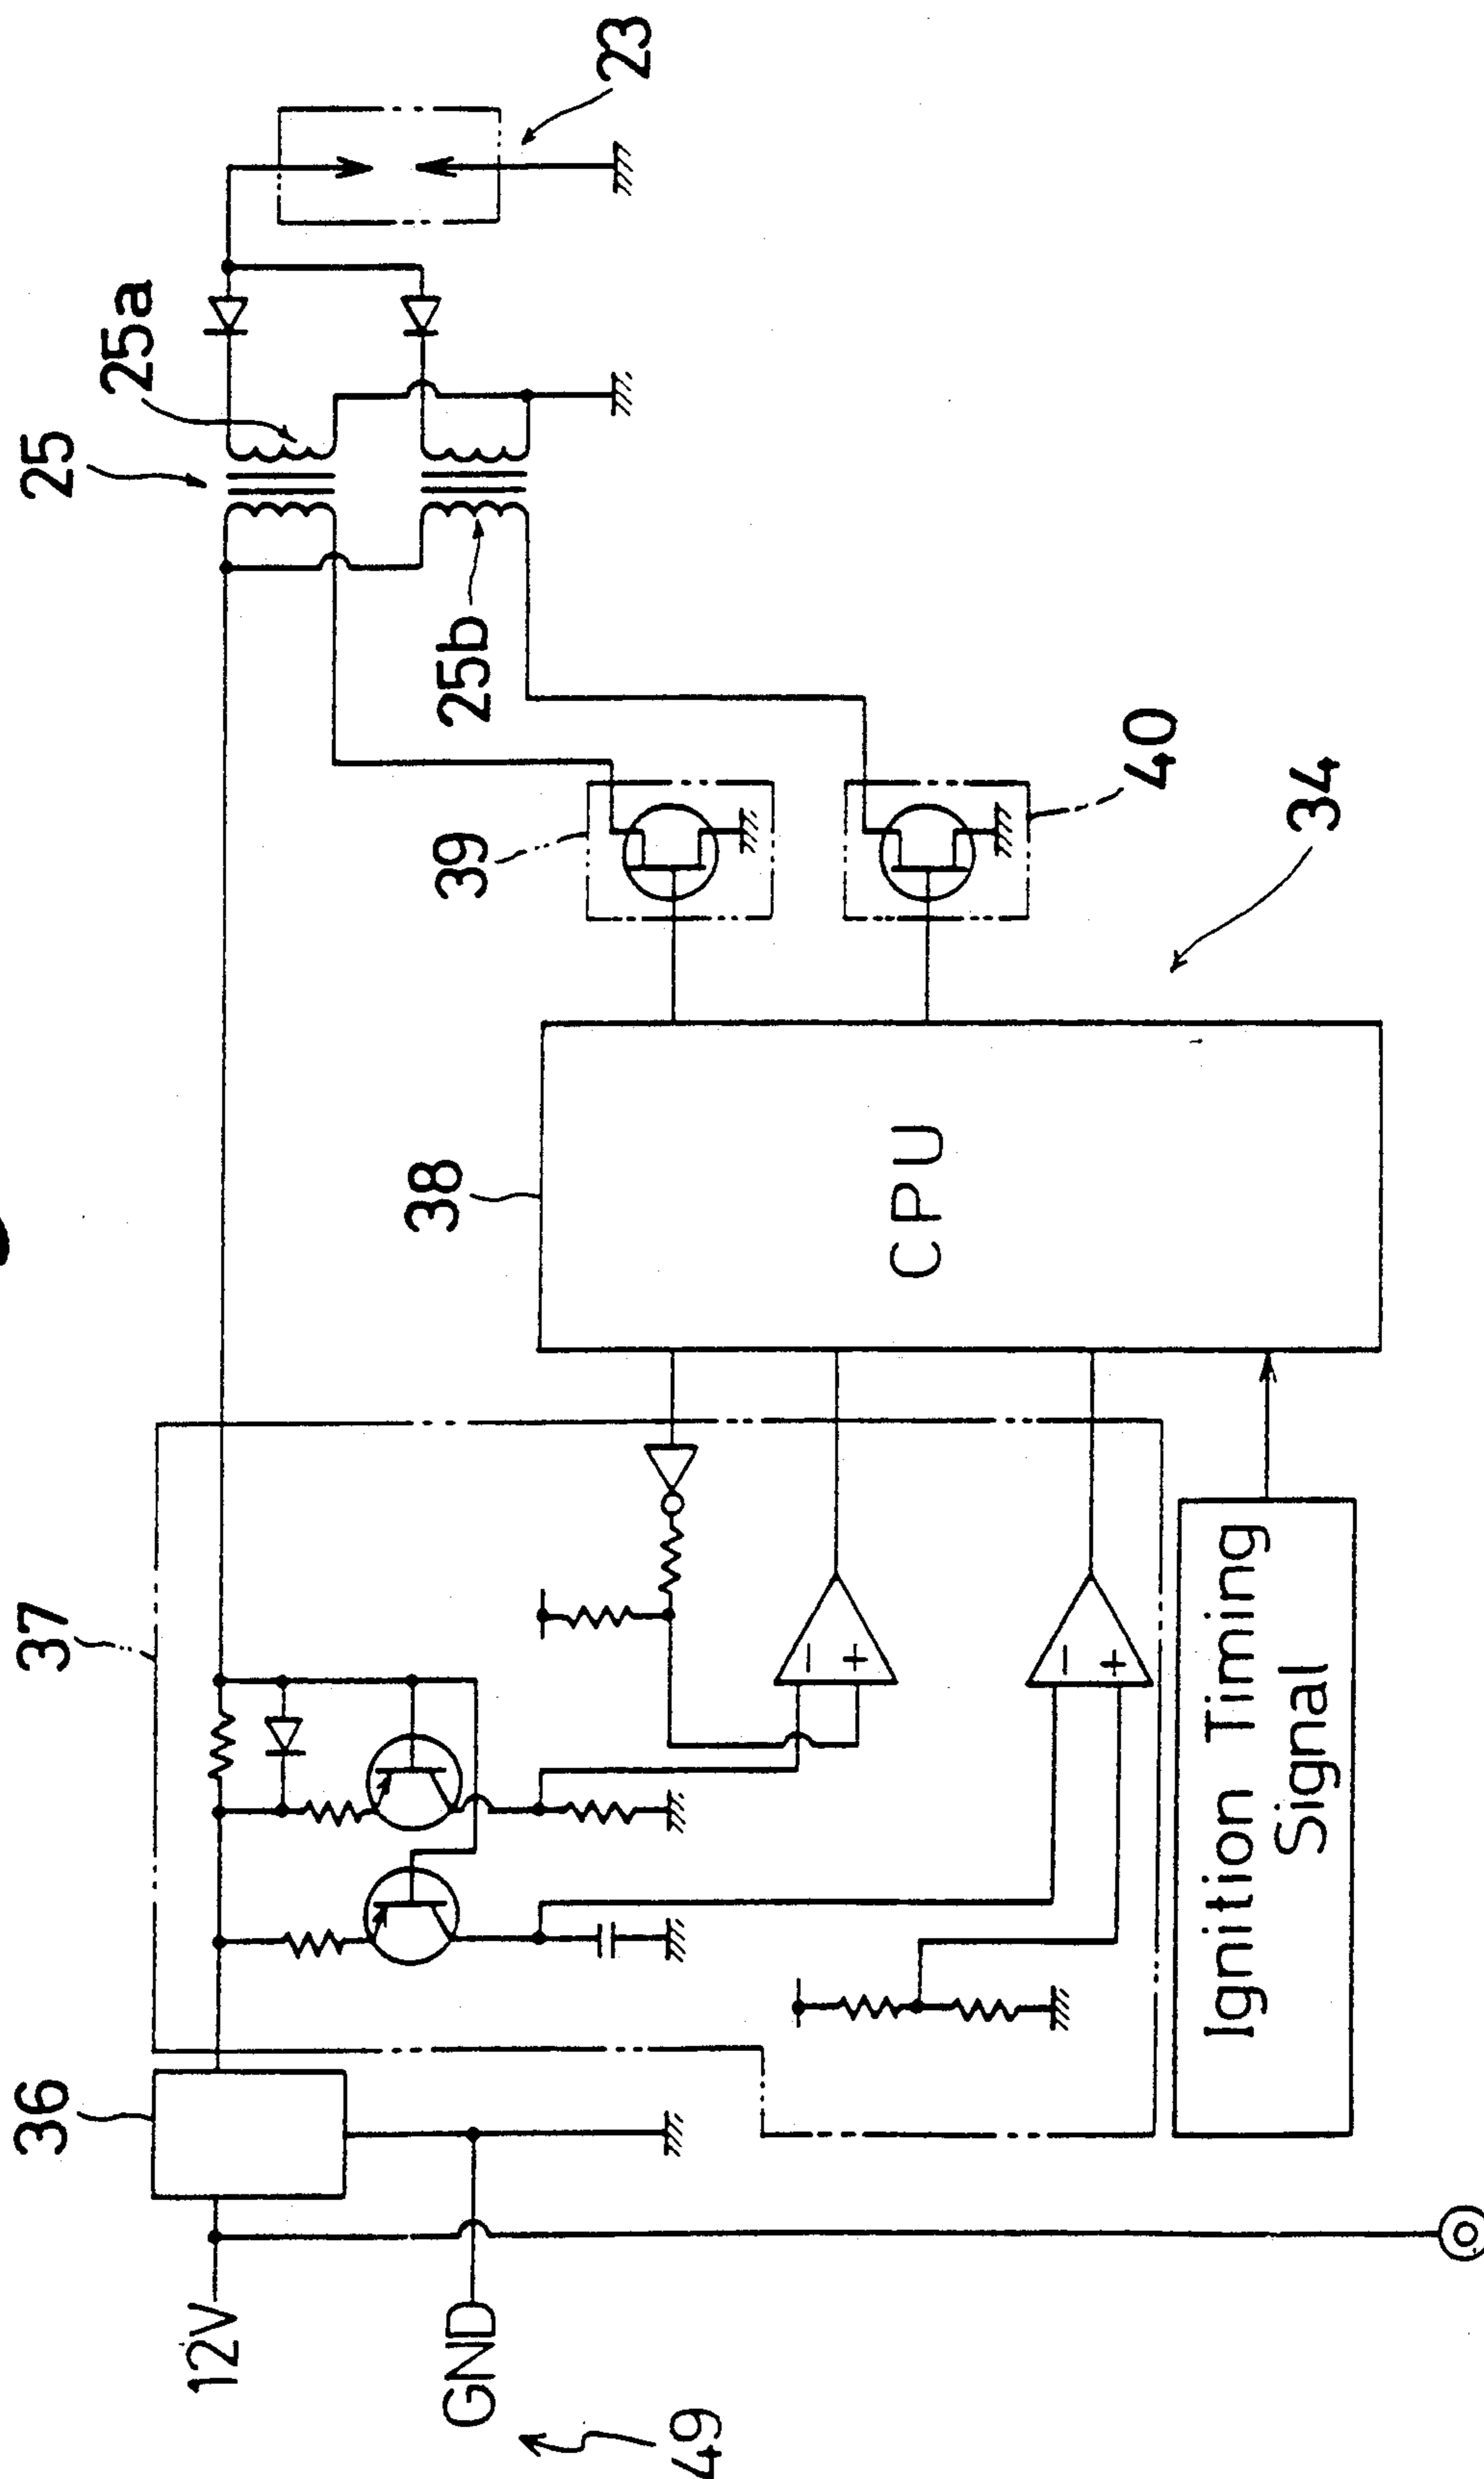 36
37
38
25
25a
23
12V
GND
49
CPU
39
25b
40
34
Ignition Timing
Signal
− +
− +